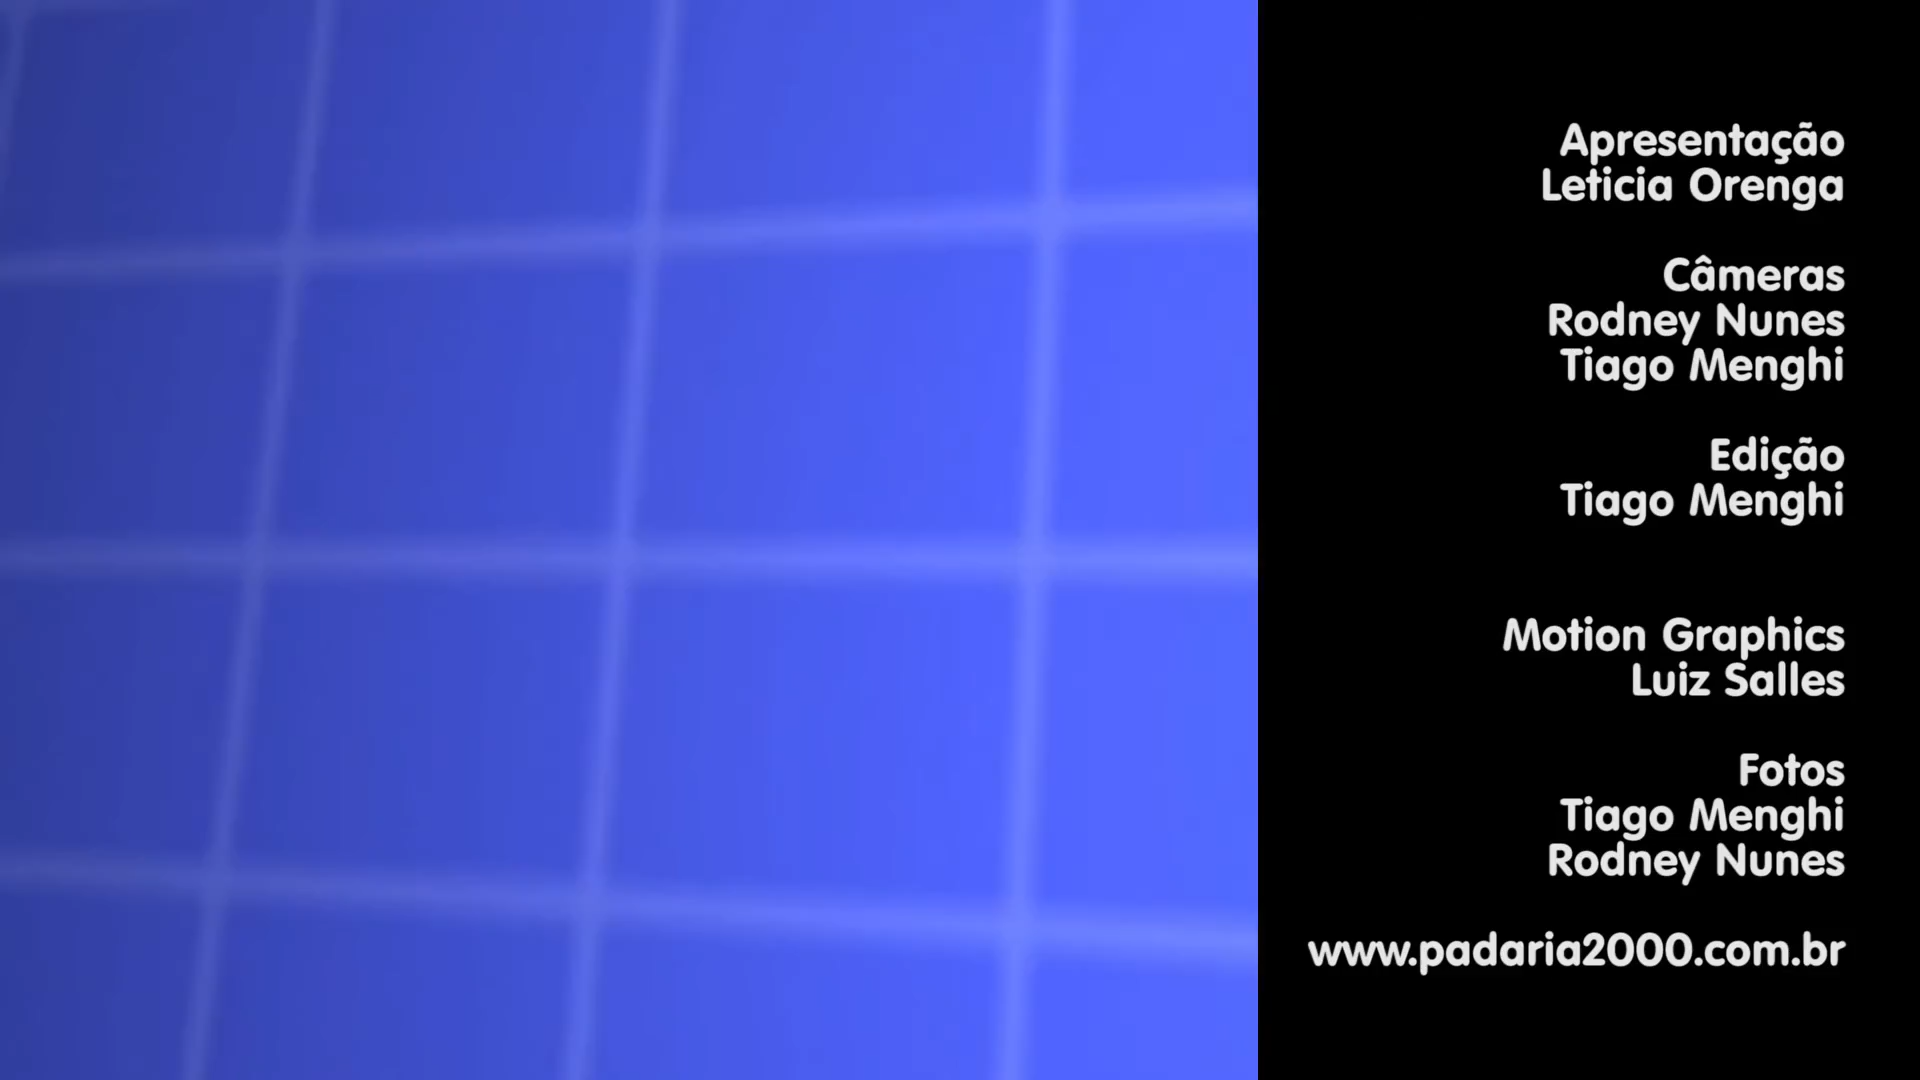 Apresentação
Leticia Orenga
Câmeras
Rodney Nunes
Tiago Menghi
Edição
Tiago Menghi
Motion Graphics
Luiz Salles
Fotos
Tiago Menghi
Rodney Nunes
www.padaria2000.com.br